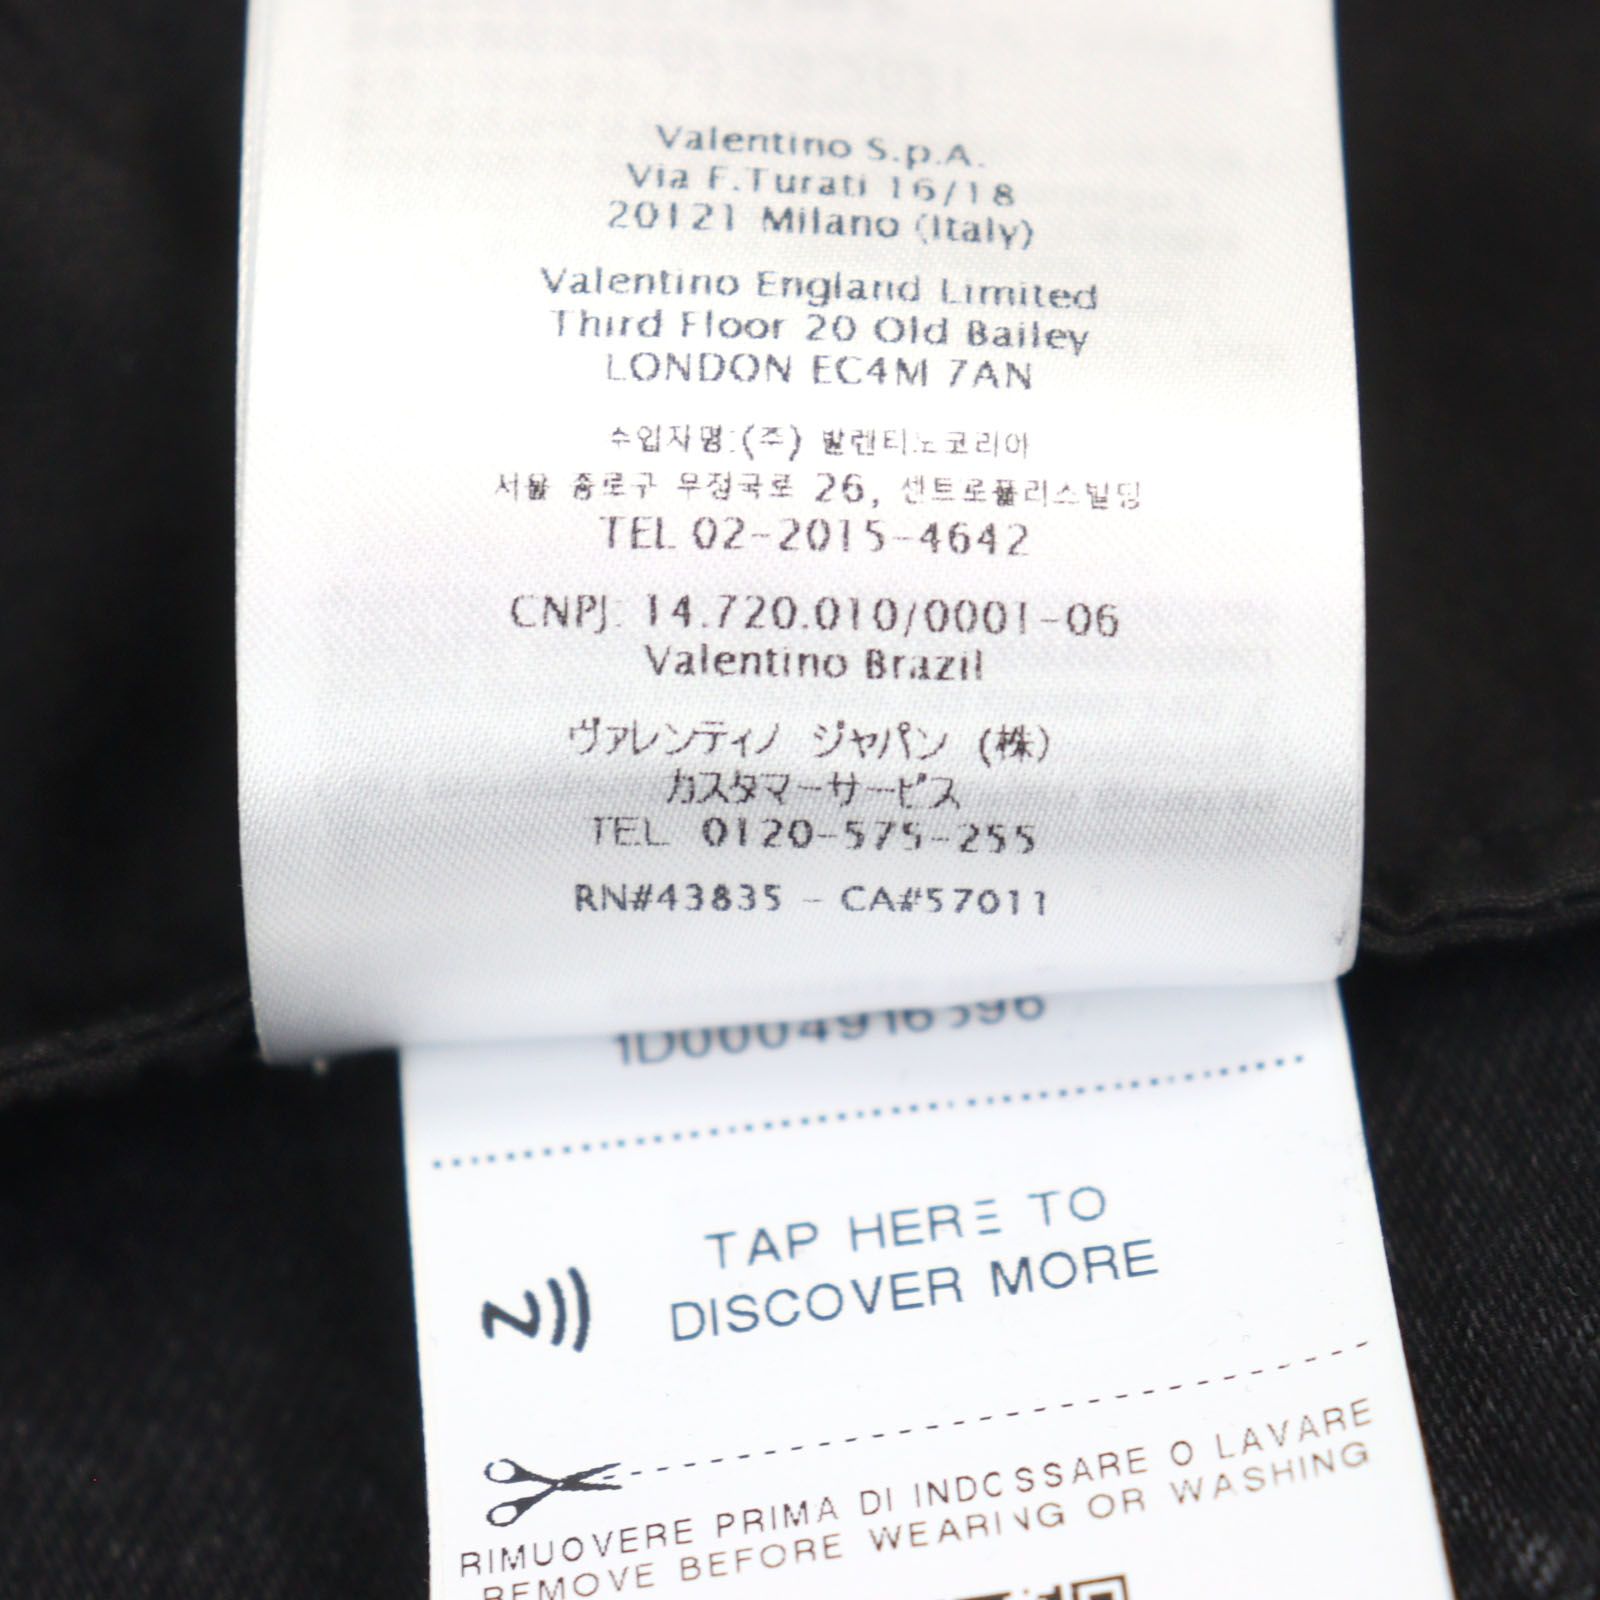 Valentino S.p.A.
Via F.Turati 16/18
20121 Milano (Italy)
Valentino England Limited
Third Floor 20 Old Bailey
LONDON EC4M 7AN
수입자명:(주) 발렌티노코리아
서울 종로구 우정국로 26, 센트로폴리스빌딩
TEL 02-2015-4642
CNPJ: 14.720.010/0001-06
Valentino Brazil
ヴァレンティノ ジャパン (株)
カスタマーサービス
TEL 0120-575-255
RN#43835 - CA#57011
1D0004916396
TAP HERE TO
DISCOVER MORE
RIMUOVERE PRIMA DI INDOSSARE O LAVARE
REMOVE BEFORE WEARING OR WASHING